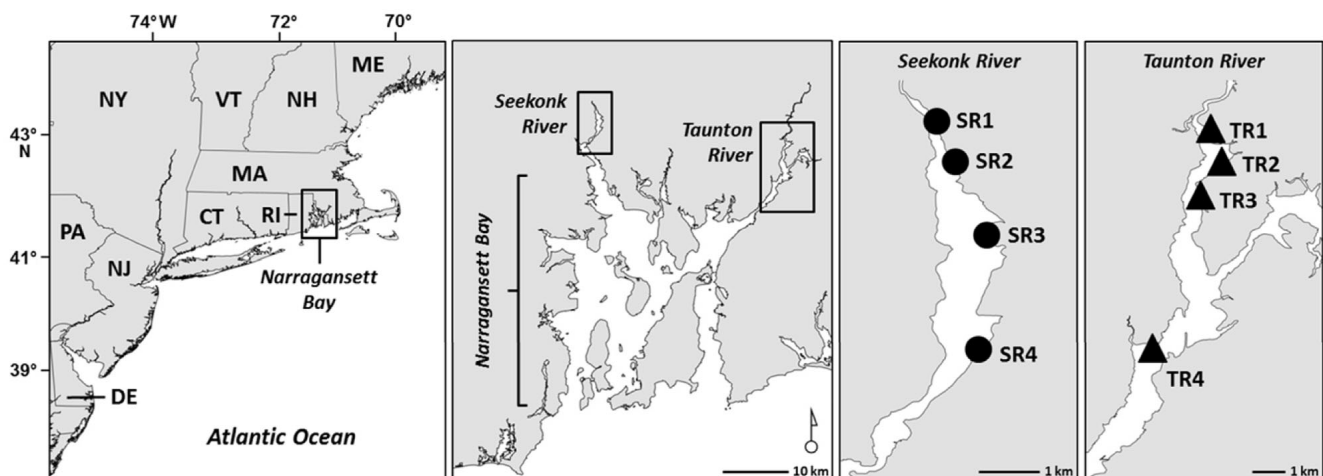 74°W
72°
70°
ME
NY
VT
NH
43°
N
MA
CT
RI
PA
NJ
Narragansett
Bay
41°
39°
DE
Atlantic Ocean
Seekonk
River
Taunton
River
Narragansett Bay
10 km
Seekonk River
SR1
SR2
SR3
SR4
1 km
Taunton River
TR1
TR2
TR3
TR4
1 km